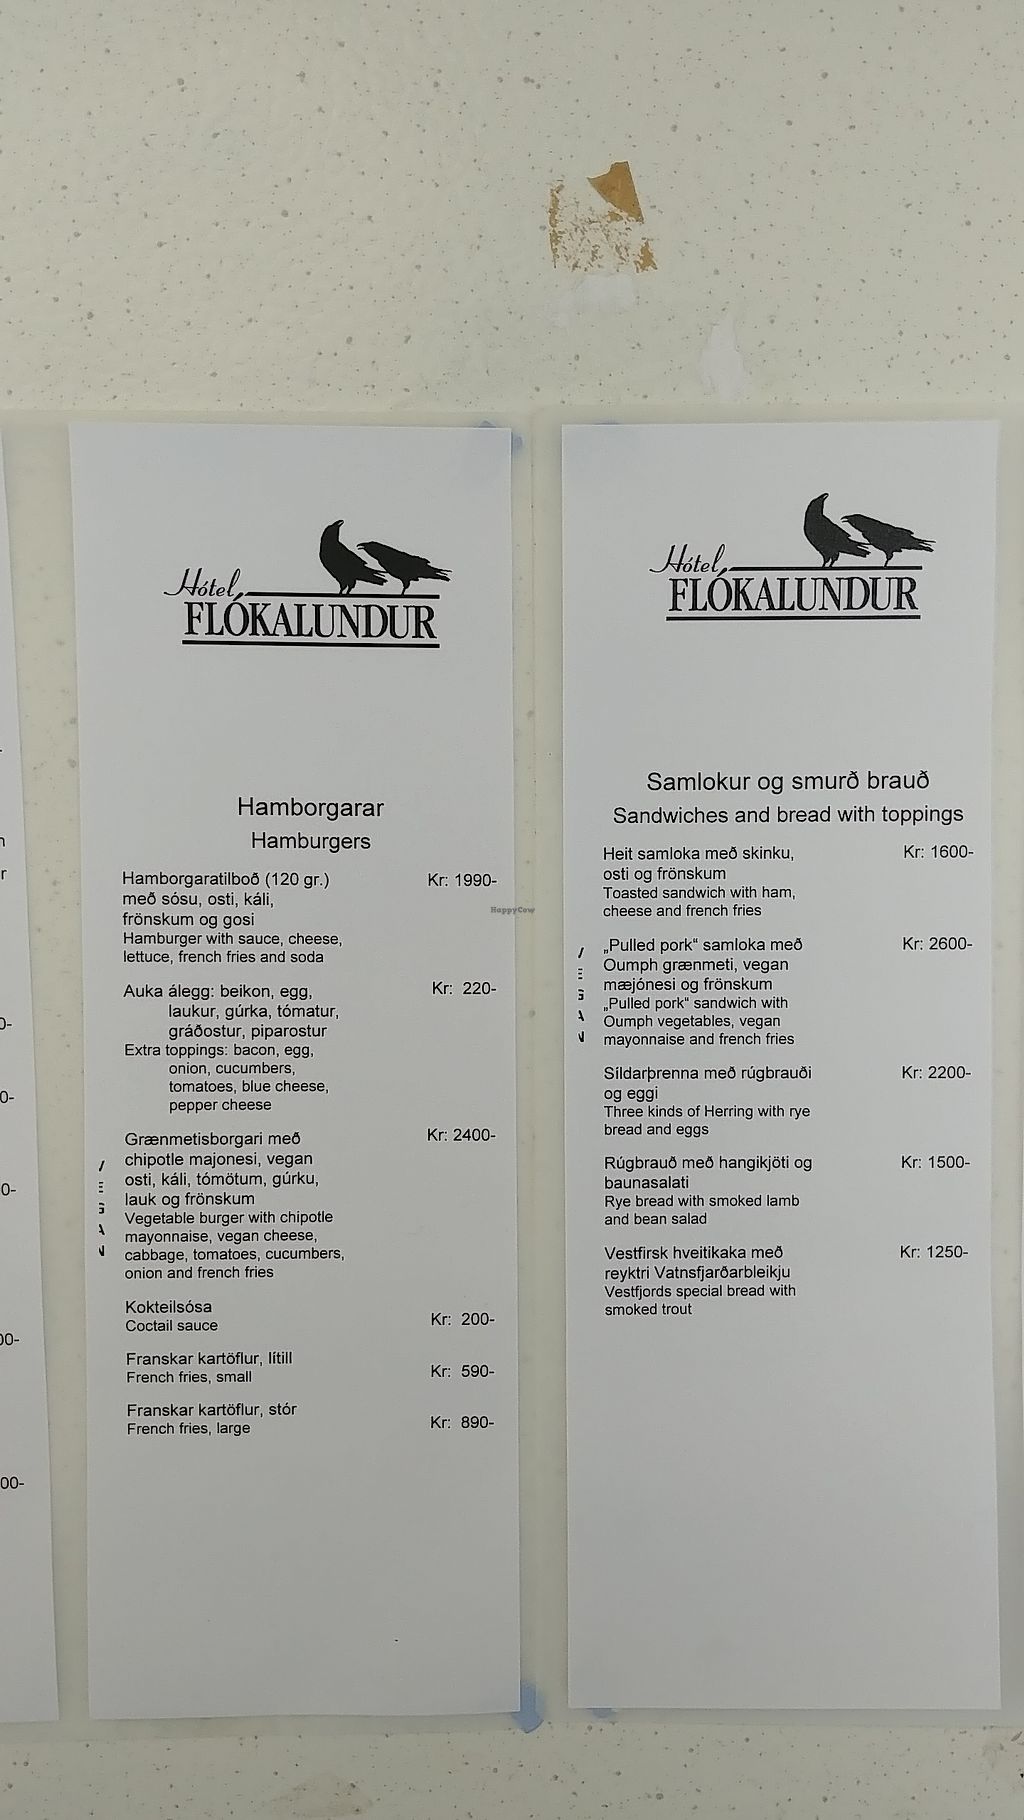 Hótel
FLÓKALUNDUR
Hamborgarar
Hamburgers
Hamborgaratilboð (120 gr.) Kr: 1990-
með sósu, osti, káli,
frönskum og gosi
Hamburger with sauce, cheese,
lettuce, french fries and soda
Auka álegg: beikon, egg, Kr: 220-
laukur, gúrka, tómatur,
gráðostur, piparostur
Extra toppings: bacon, egg,
onion, cucumbers,
tomatoes, blue cheese,
pepper cheese
VEGAN
Grænmetisborgari með Kr: 2400-
chipotle majonesi, vegan
osti, káli, tómötum, gúrku,
lauk og frönskum
Vegetable burger with chipotle
mayonnaise, vegan cheese,
cabbage, tomatoes, cucumbers,
onion and french fries
Kokteilsósa
Coctail sauce Kr: 200-
Franskar kartöflur, lítill
French fries, small Kr: 590-
Franskar kartöflur, stór
French fries, large Kr: 890-
HappyCow
Hótel
FLÓKALUNDUR
Samlokur og smurð brauð
Sandwiches and bread with toppings
Heit samloka með skinku, Kr: 1600-
osti og frönskum
Toasted sandwich with ham,
cheese and french fries
VEGAN
„Pulled pork“ samloka með Kr: 2600-
Oumph grænmeti, vegan
mæjónesi og frönskum
„Pulled pork“ sandwich with
Oumph vegetables, vegan
mayonnaise and french fries
Síldarþrenna með rúgbrauði Kr: 2200-
og eggi
Three kinds of Herring with rye
bread and eggs
Rúgbrauð með hangikjöti og Kr: 1500-
baunasalati
Rye bread with smoked lamb
and bean salad
Vestfirsk hveitikaka með Kr: 1250-
reyktri Vatnsfjarðarbleikju
Vestfjords special bread with
smoked trout